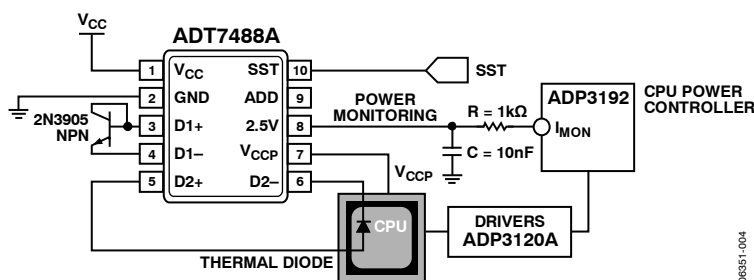 VCC
ADT7488A
1 VCC SST 10
SST
2 GND ADD 9
3 D1+ 2.5V 8
4 D1– VCCP 7
5 D2+ D2– 6
2N3905
NPN
POWER
MONITORING
R = 1kΩ
C = 10nF
ADP3192
IMON
CPU POWER
CONTROLLER
VCCP
CPU
THERMAL DIODE
DRIVERS
ADP3120A
06351-004